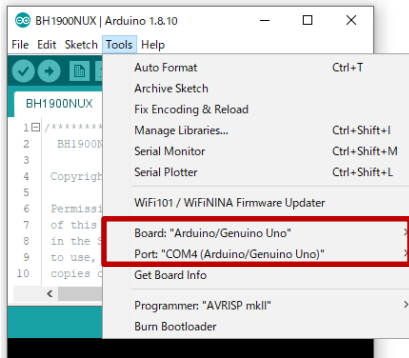 BH1900NUX | Arduino 1.8.10
File Edit Sketch Tools Help
BH1900NUX
Auto Format Ctrl+T
Archive Sketch
Fix Encoding & Reload
Manage Libraries... Ctrl+Shift+I
Serial Monitor Ctrl+Shift+M
Serial Plotter Ctrl+Shift+L
WiFi101 / WiFiNINA Firmware Updater
Board: "Arduino/Genuino Uno"
Port: "COM4 (Arduino/Genuino Uno)"
Get Board Info
Programmer: "AVRISP mkII"
Burn Bootloader
1 /********
2 BH1900N
3
4 Copyrigh
5
6 Permissi
7 of this
8 in the S
9 to use,
10 copies o